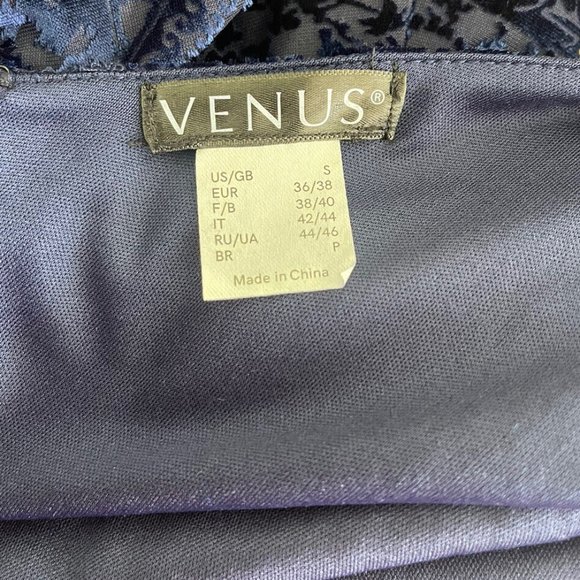 VENUS®
US/GB S
EUR 36/38
F/B 38/40
IT 42/44
RU/UA 44/46
BR P
Made in China